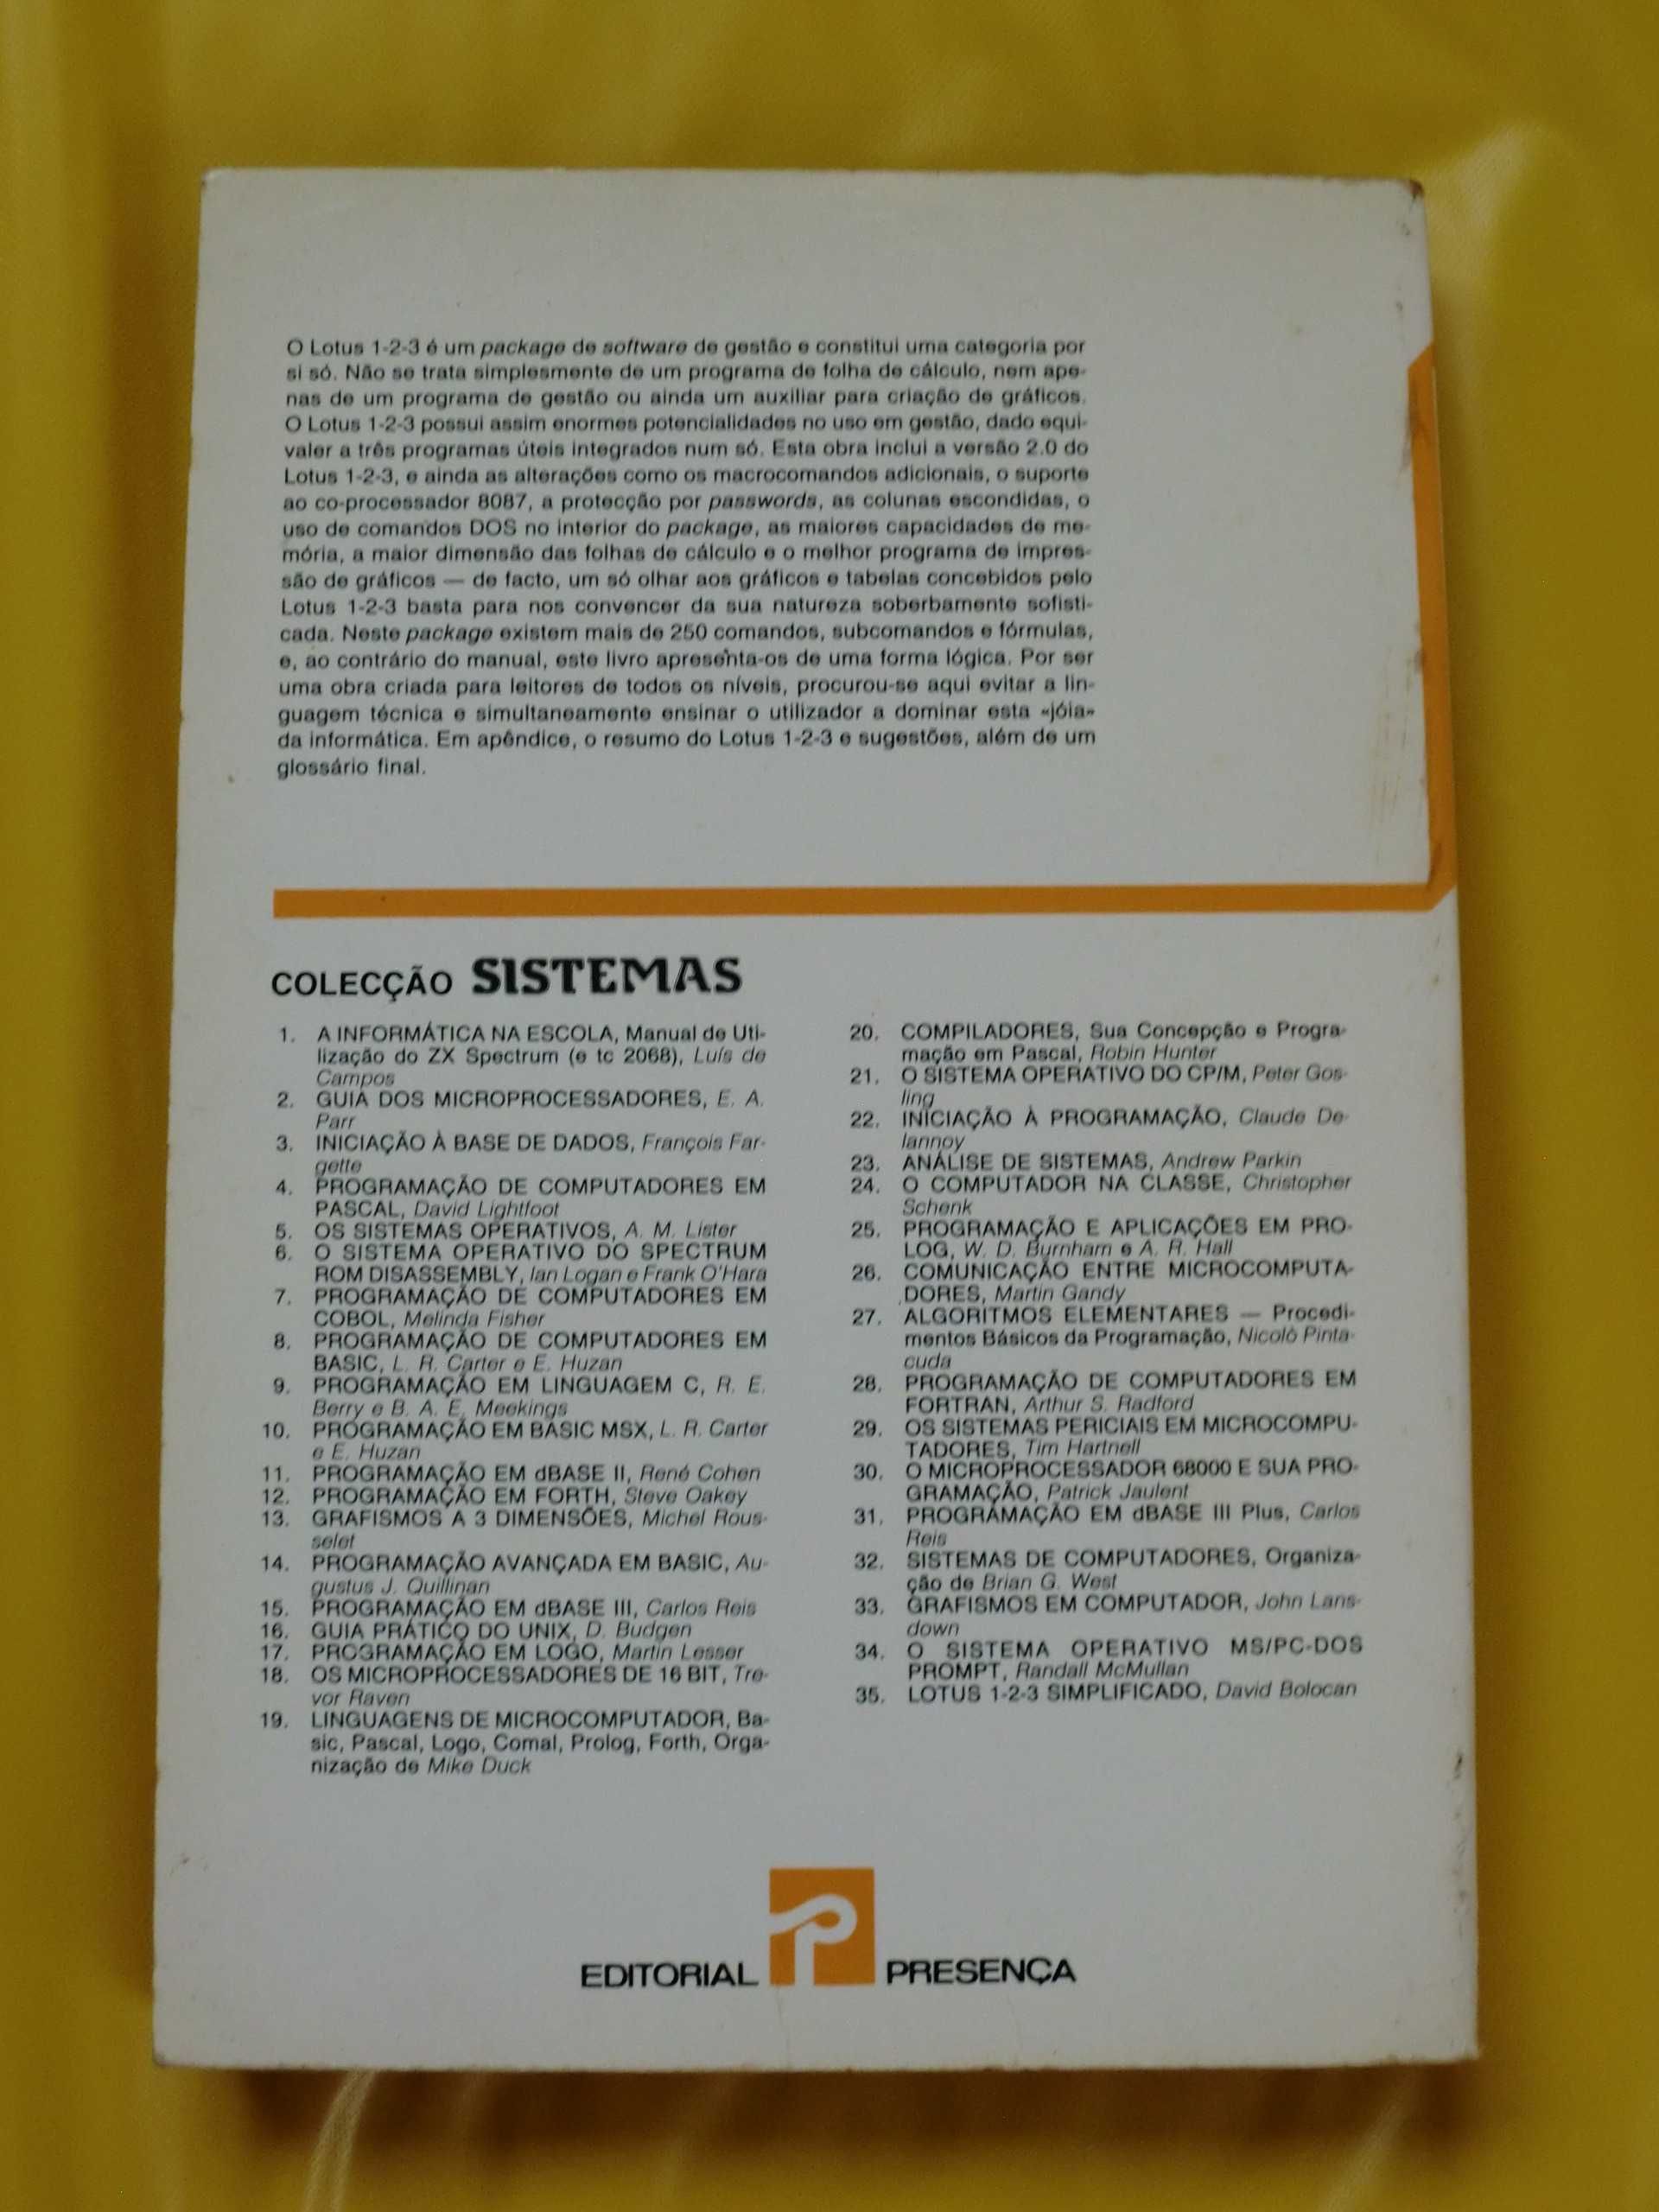 O Lotus 1-2-3 é um package de software de gestão e constitui uma categoria por
si só. Não se trata simplesmente de um programa de folha de cálculo, nem ape-
nas de um programa de gestão ou ainda um auxiliar para criação de gráficos.
O Lotus 1-2-3 possui assim enormes potencialidades no uso em gestão, dado equi-
valer a três programas úteis integrados num só. Esta obra inclui a versão 2.0 do
Lotus 1-2-3, e ainda as alterações como os macrocomandos adicionais, o suporte
ao co-processador 8087, a protecção por passwords, as colunas escondidas, o
uso de comandos DOS no interior do package, as maiores capacidades de me-
mória, a maior dimensão das folhas de cálculo e o melhor programa de impres-
são de gráficos — de facto, um só olhar aos gráficos e tabelas concebidos pelo
Lotus 1-2-3 basta para nos convencer da sua natureza soberbamente sofisti-
cada. Neste package existem mais de 250 comandos, subcomandos e fórmulas,
e, ao contrário do manual, este livro apresenta-os de uma forma lógica. Por ser
uma obra criada para leitores de todos os níveis, procurou-se aqui evitar a lin-
guagem técnica e simultaneamente ensinar o utilizador a dominar esta «jóia»
da informática. Em apêndice, o resumo do Lotus 1-2-3 e sugestões, além de um
glossário final.
COLECÇÃO SISTEMAS
1. A INFORMÁTICA NA ESCOLA, Manual de Uti-
lização do ZX Spectrum (e tc 2068), Luís de
Campos
2. GUIA DOS MICROPROCESSADORES, E. A.
Parr
3. INICIAÇÃO À BASE DE DADOS, François Far-
gette
4. PROGRAMAÇÃO DE COMPUTADORES EM
PASCAL, David Lightfoot
5. OS SISTEMAS OPERATIVOS, A. M. Lister
6. O SISTEMA OPERATIVO DO SPECTRUM
ROM DISASSEMBLY, Ian Logan e Frank O'Hara
7. PROGRAMAÇÃO DE COMPUTADORES EM
COBOL, Melinda Fisher
8. PROGRAMAÇÃO DE COMPUTADORES EM
BASIC, L. R. Carter e E. Huzan
9. PROGRAMAÇÃO EM LINGUAGEM C, R. E.
Berry e B. A. E. Meekings
10. PROGRAMAÇÃO EM BASIC MSX, L. R. Carter
e E. Huzan
11. PROGRAMAÇÃO EM dBASE II, René Cohen
12. PROGRAMAÇÃO EM FORTH, Steve Oakey
13. GRAFISMOS A 3 DIMENSÕES, Michel Rous-
selet
14. PROGRAMAÇÃO AVANÇADA EM BASIC, Au-
gustus J. Quillinan
15. PROGRAMAÇÃO EM dBASE III, Carlos Reis
16. GUIA PRÁTICO DO UNIX, D. Budgen
17. PROGRAMAÇÃO EM LOGO, Martin Lesser
18. OS MICROPROCESSADORES DE 16 BIT, Tre-
vor Raven
19. LINGUAGENS DE MICROCOMPUTADOR, Ba-
sic, Pascal, Logo, Comal, Prolog, Forth, Orga-
nização de Mike Duck
20. COMPILADORES, Sua Concepção e Progra-
mação em Pascal, Robin Hunter
21. O SISTEMA OPERATIVO DO CP/M, Peter Gos-
ling
22. INICIAÇÃO À PROGRAMAÇÃO, Claude De-
lannoy
23. ANÁLISE DE SISTEMAS, Andrew Parkin
24. O COMPUTADOR NA CLASSE, Christopher
Schenk
25. PROGRAMAÇÃO E APLICAÇÕES EM PRO-
LOG, W. D. Burnham e A. R. Hall
26. COMUNICAÇÃO ENTRE MICROCOMPUTA-
DORES, Martin Gandy
27. ALGORITMOS ELEMENTARES — Procedi-
mentos Básicos da Programação, Nicolò Pinta-
cuda
28. PROGRAMAÇÃO DE COMPUTADORES EM
FORTRAN, Arthur S. Radford
29. OS SISTEMAS PERICIAIS EM MICROCOMPU-
TADORES, Tim Hartnell
30. O MICROPROCESSADOR 68000 E SUA PRO-
GRAMAÇÃO, Patrick Jaulent
31. PROGRAMAÇÃO EM dBASE III Plus, Carlos
Reis
32. SISTEMAS DE COMPUTADORES, Organiza-
ção de Brian G. West
33. GRAFISMOS EM COMPUTADOR, John Lans-
down
34. O SISTEMA OPERATIVO MS/PC-DOS
PROMPT, Randall McMullan
35. LOTUS 1-2-3 SIMPLIFICADO, David Bolocan
EDITORIAL P PRESENÇA